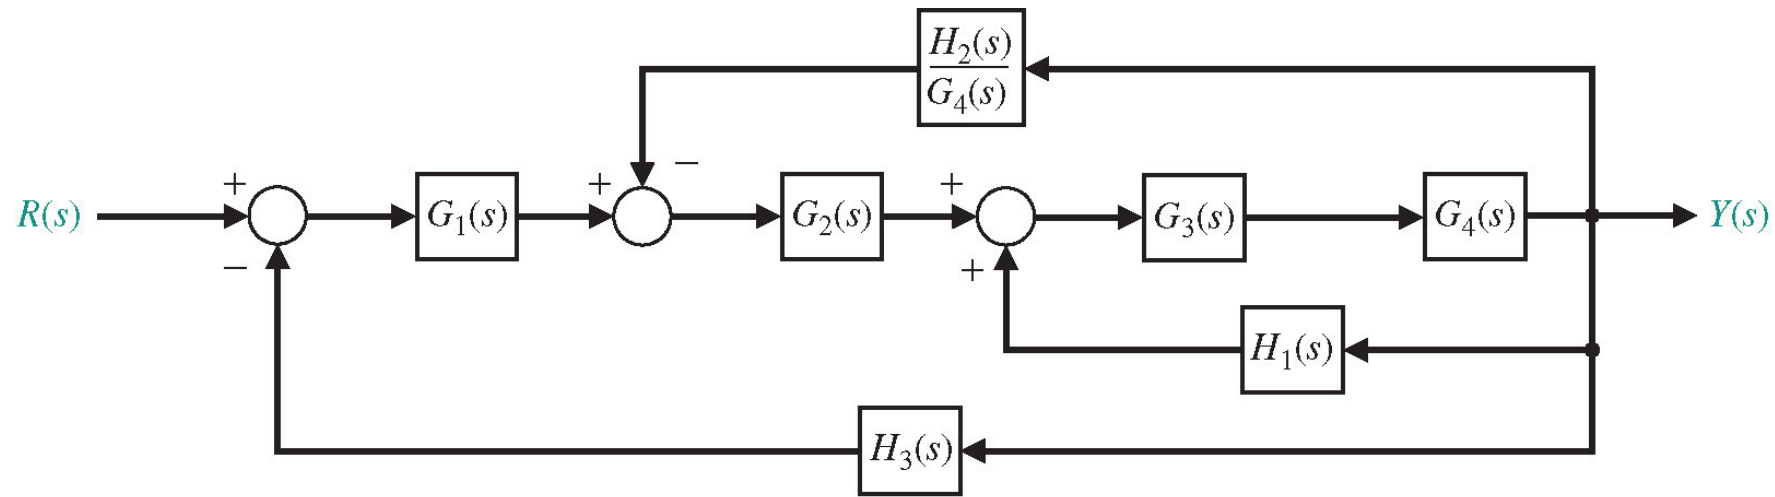 H₂(s)
G₄(s)
−
+ + +
R(s) G₁(s) G₂(s) G₃(s) G₄(s) Y(s)
− +
H₁(s)
H₃(s)